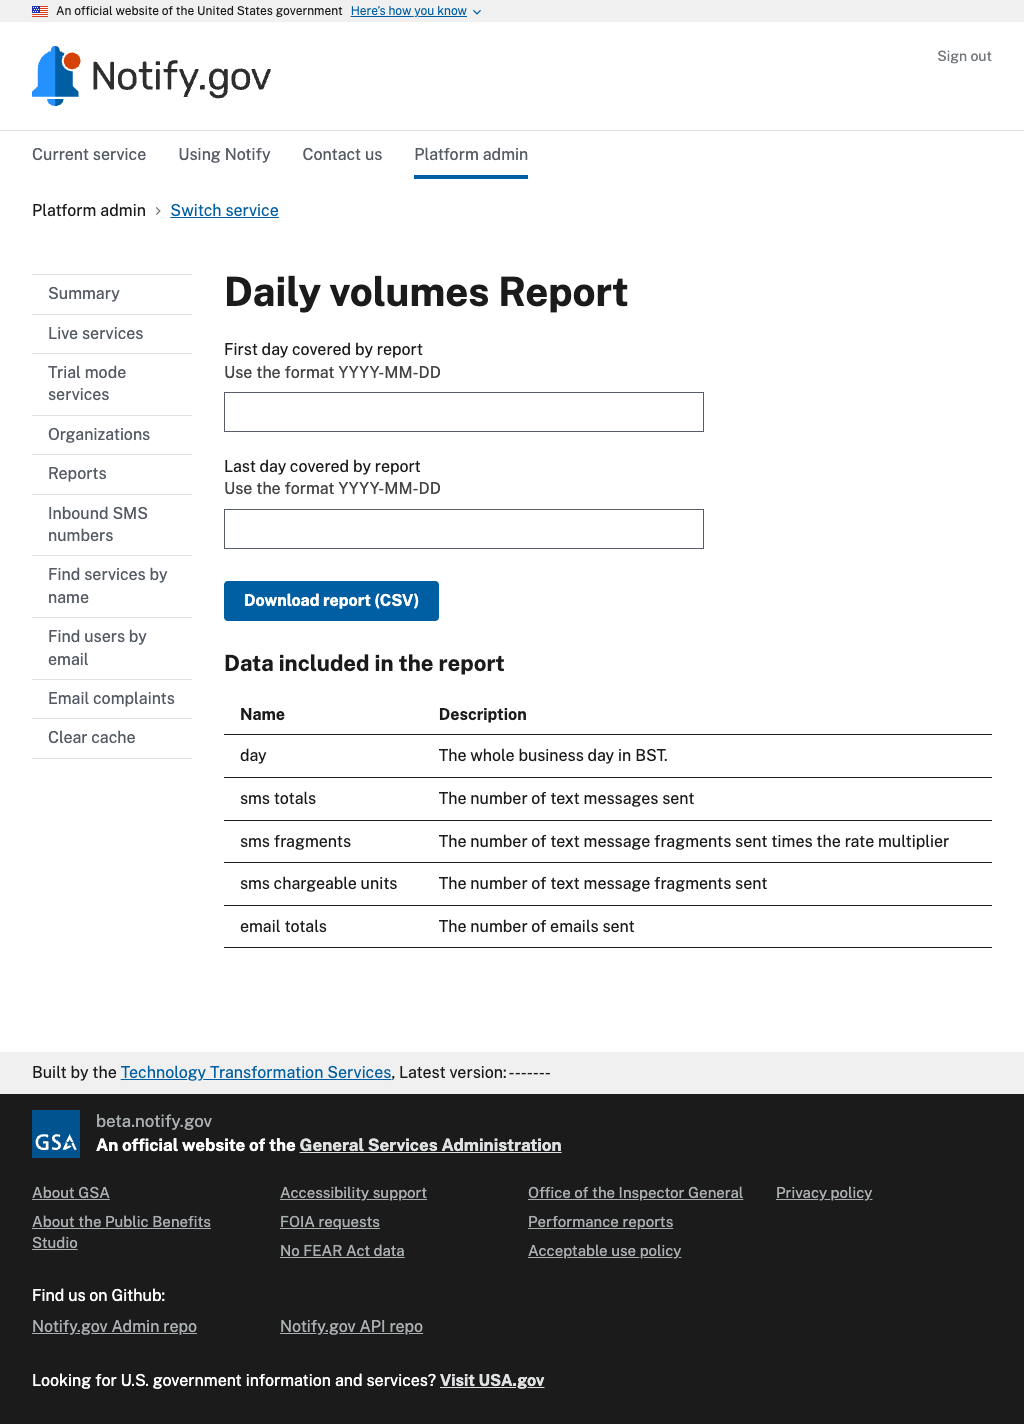 An official website of the United States government Here's how you know
Notify.gov
Sign out
Current service Using Notify Contact us Platform admin
Platform admin Switch service
Summary
Live services
Trial mode
services
Organizations
Reports
Inbound SMS
numbers
Find services by
name
Find users by
email
Email complaints
Clear cache
Daily volumes Report
First day covered by report
Use the format YYYY-MM-DD
Last day covered by report
Use the format YYYY-MM-DD
Download report (CSV)
Data included in the report
Name Description
day The whole business day in BST.
sms totals The number of text messages sent
sms fragments The number of text message fragments sent times the rate multiplier
sms chargeable units The number of text message fragments sent
email totals The number of emails sent
Built by the Technology Transformation Services, Latest version:-------
GSA
beta.notify.gov
An official website of the General Services Administration
About GSA
About the Public Benefits
Studio
Accessibility support
FOIA requests
No FEAR Act data
Office of the Inspector General
Performance reports
Acceptable use policy
Privacy policy
Find us on Github:
Notify.gov Admin repo Notify.gov API repo
Looking for U.S. government information and services? Visit USA.gov